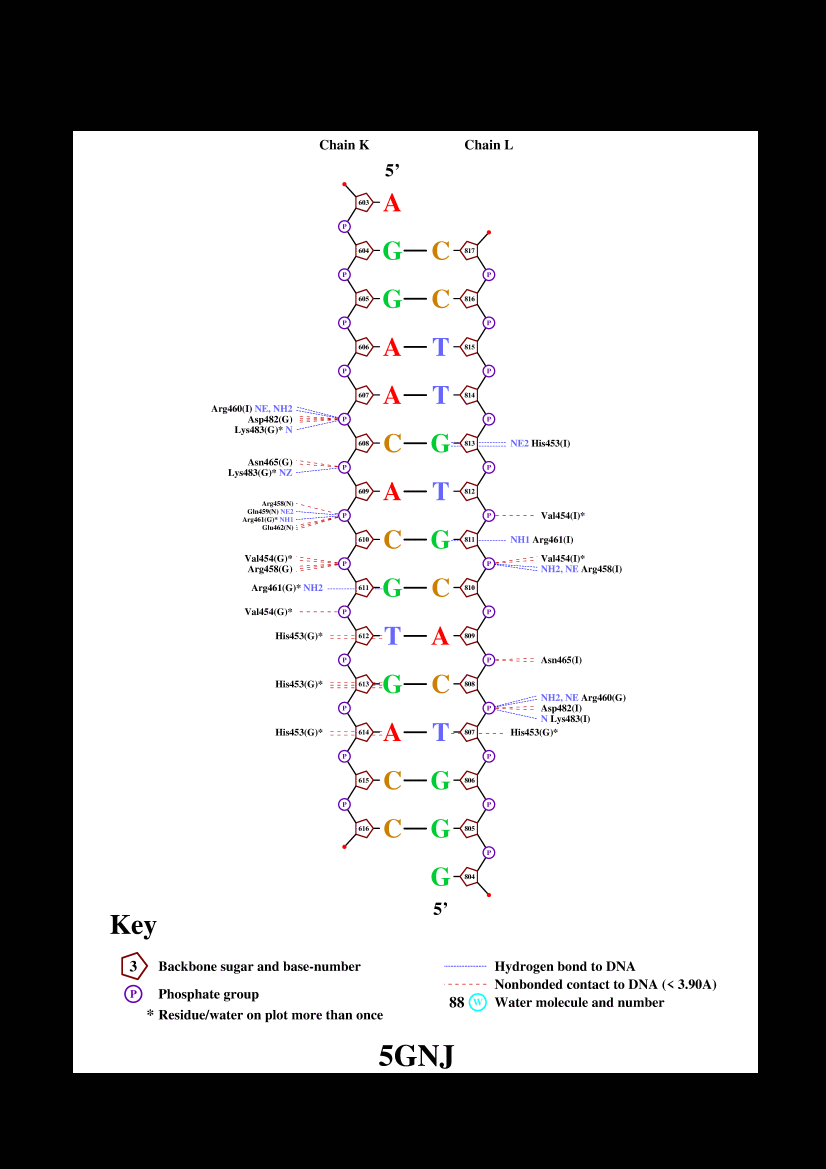 Chain K Chain L
5’
603 A
P
604 G C 817
P P
605 G C 816
P P
606 A T 815
P P
607 A T 814
Arg460(I) NE, NH2
Asp482(G) P P
Lys483(G)* N
608 C G 813 NE2 His453(I)
Asn465(G)
P P
Lys483(G)* NZ
609 A T 812
Arg458(N)
Gln459(N) NE2 P P Val454(I)*
Arg461(G)* NH1
Glu462(N)
610 C G 811 NH1 Arg461(I)
Val454(G)* P P Val454(I)*
Arg458(G) NH2, NE Arg458(I)
Arg461(G)* NH2 611 G C 810
Val454(G)* P P
His453(G)* 612 T A 809
P P Asn465(I)
His453(G)* 613 G C 808
NH2, NE Arg460(G)
P P Asp482(I)
N Lys483(I)
His453(G)* 614 A T 807 His453(G)*
P P
615 C G 806
P P
616 C G 805
P
G 804
5’
Key
3 Backbone sugar and base-number
P Phosphate group
* Residue/water on plot more than once
Hydrogen bond to DNA
Nonbonded contact to DNA (< 3.90A)
88 W Water molecule and number
5GNJ